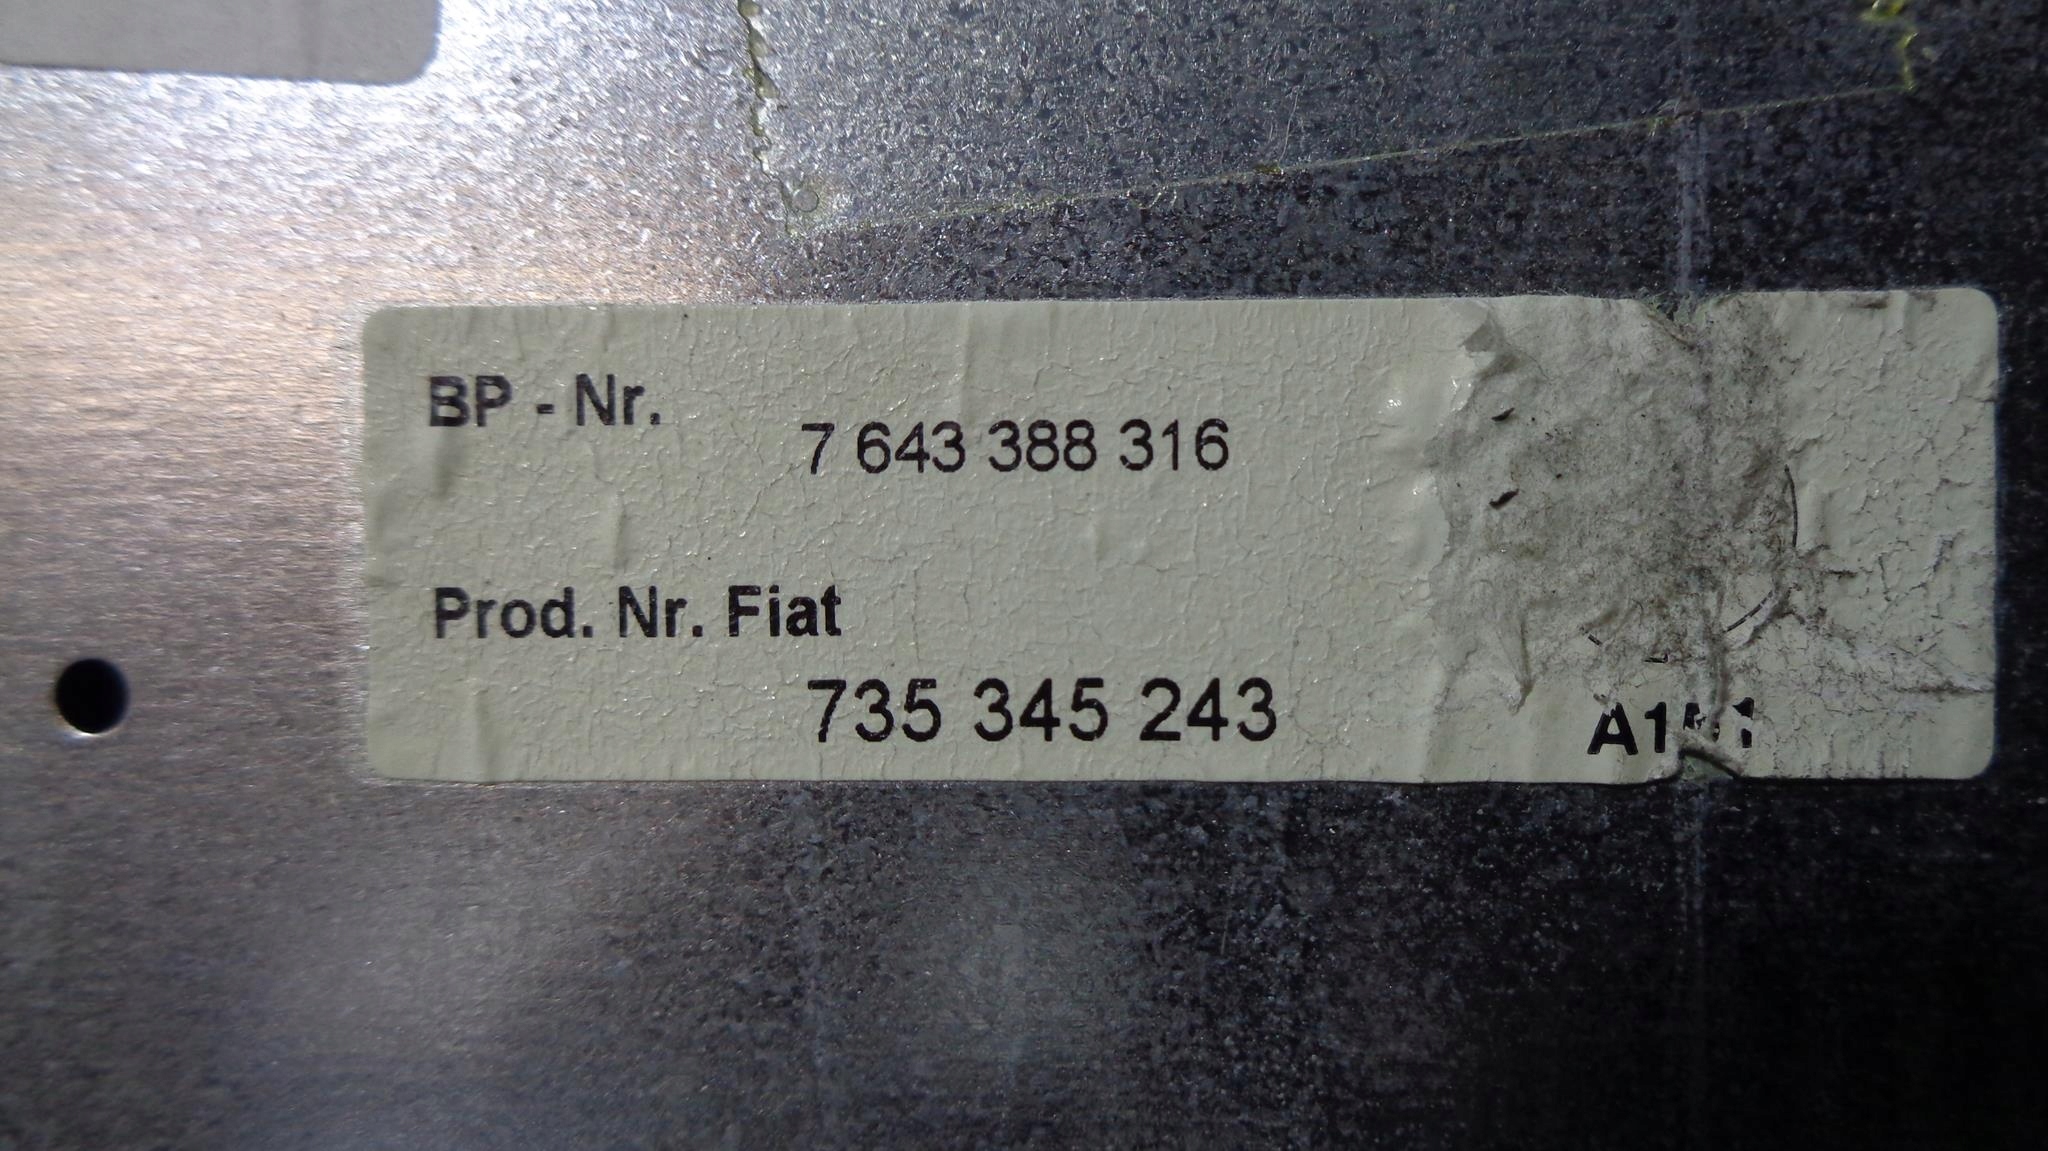 BP - Nr.
7 643 388 316
Prod. Nr. Fiat
735 345 243